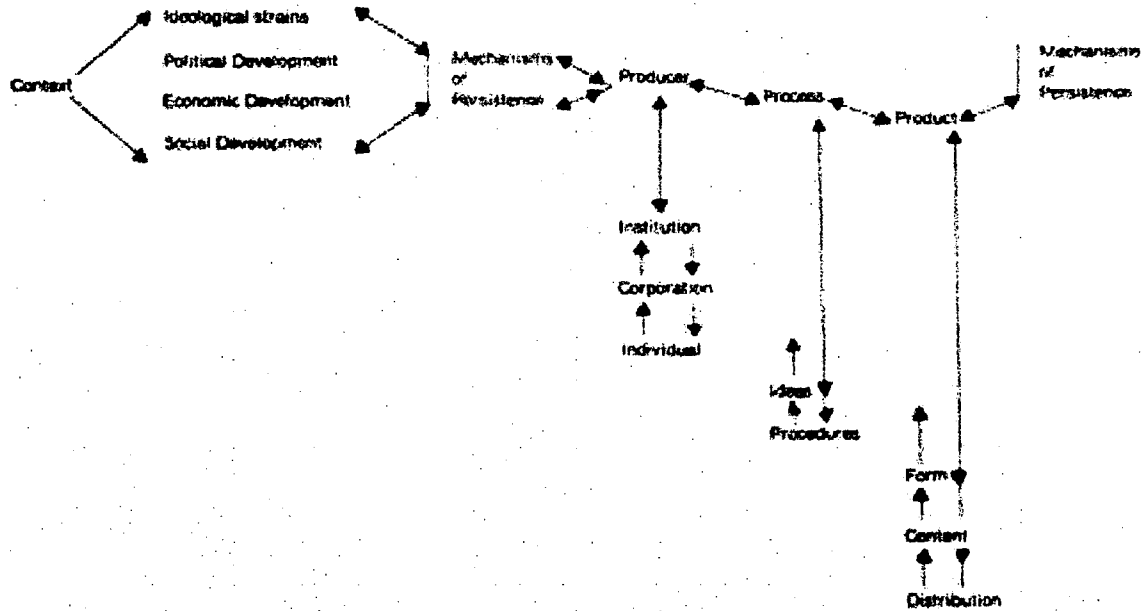 Ideological strains
Political Development
Context
Economic Development
Social Development
Mechanisms
of
Persistence
Producer
Process
Product
Mechanisms
of
Persistence
Institution
Corporation
Individual
Ideas
Procedures
Form
Content
Distribution